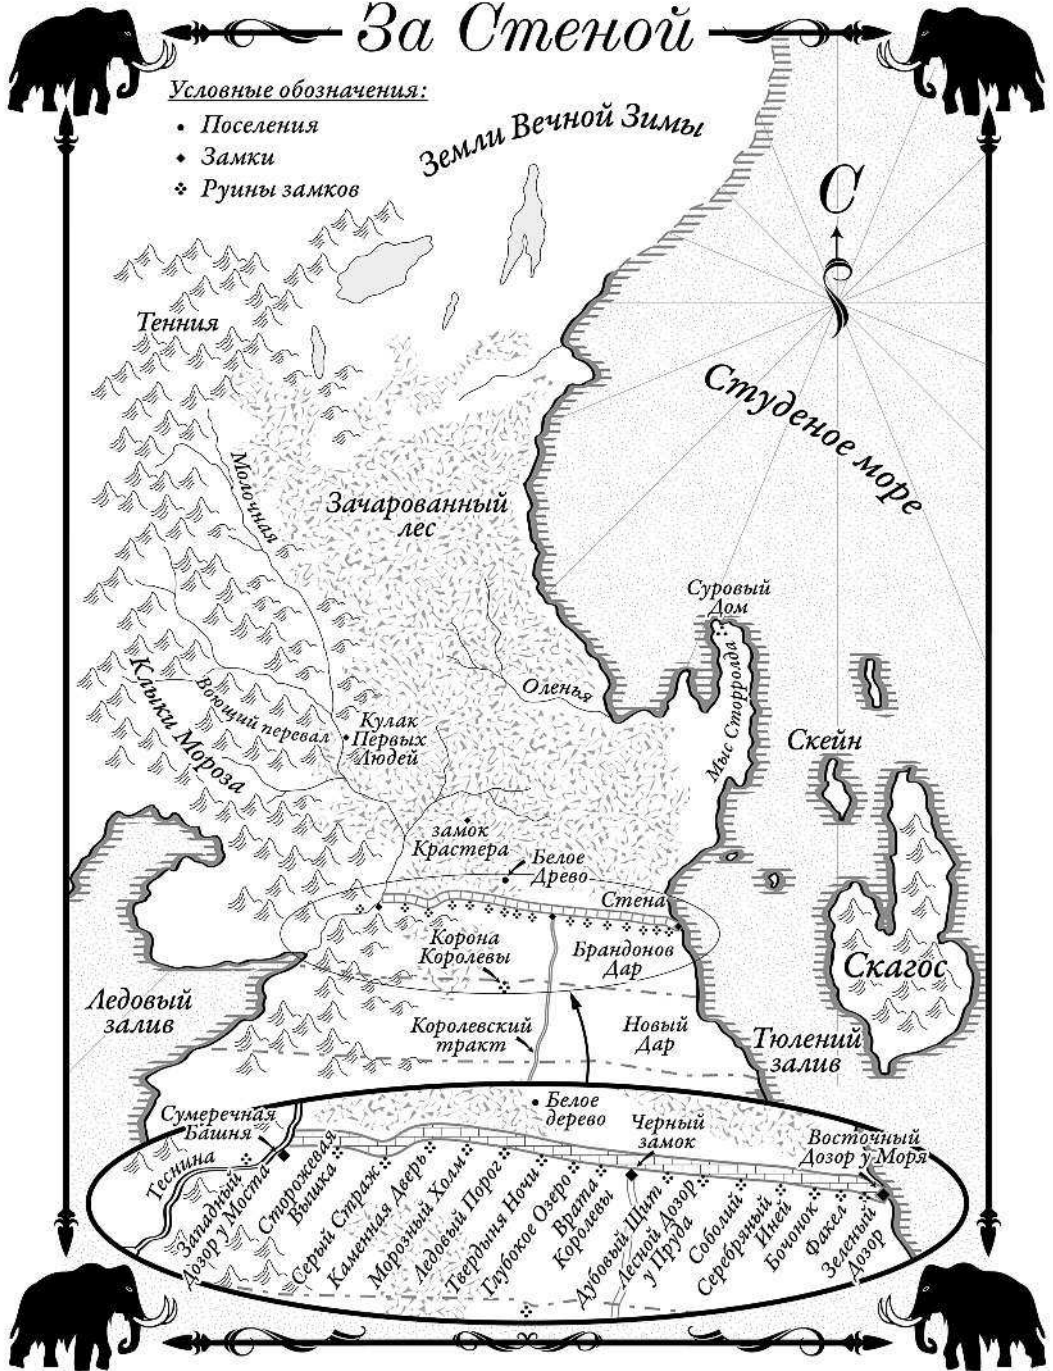 За Стеной
Условные обозначения:
Поселения
Замки
Руины замков
Земли Вечной Зимы
С
Тенния
Студеное море
Молочная
Зачарованный
лес
Суровый
Дом
Оленья
Мыс Сторролда
Клыки Мороза
Воющий перевал
Кулак
Первых
Людей
Скейн
замок
Крастера
Белое
Древо
Стена
Корона
Королевы
Брандонов
Дар
Скагос
Ледовый
залив
Королевский
тракт
Новый
Дар
Тюлений
залив
Белое
дерево
Сумеречная
Башня
Черный
замок
Восточный
Дозор у Моря
Теснина
Западный
Дозор у Моста
Сторожевая
Вышка
Серый Страж
Каменная Дверь
Морозный Холм
Ледовый Порог
Твердыня Ночи
Глубокое Озеро
Врата
Королевы
Дубовый Щит
Лесной Дозор
у Пруда
Соболий
Серебряный
Иней
Бочонок
Факел
Зеленый
Дозор